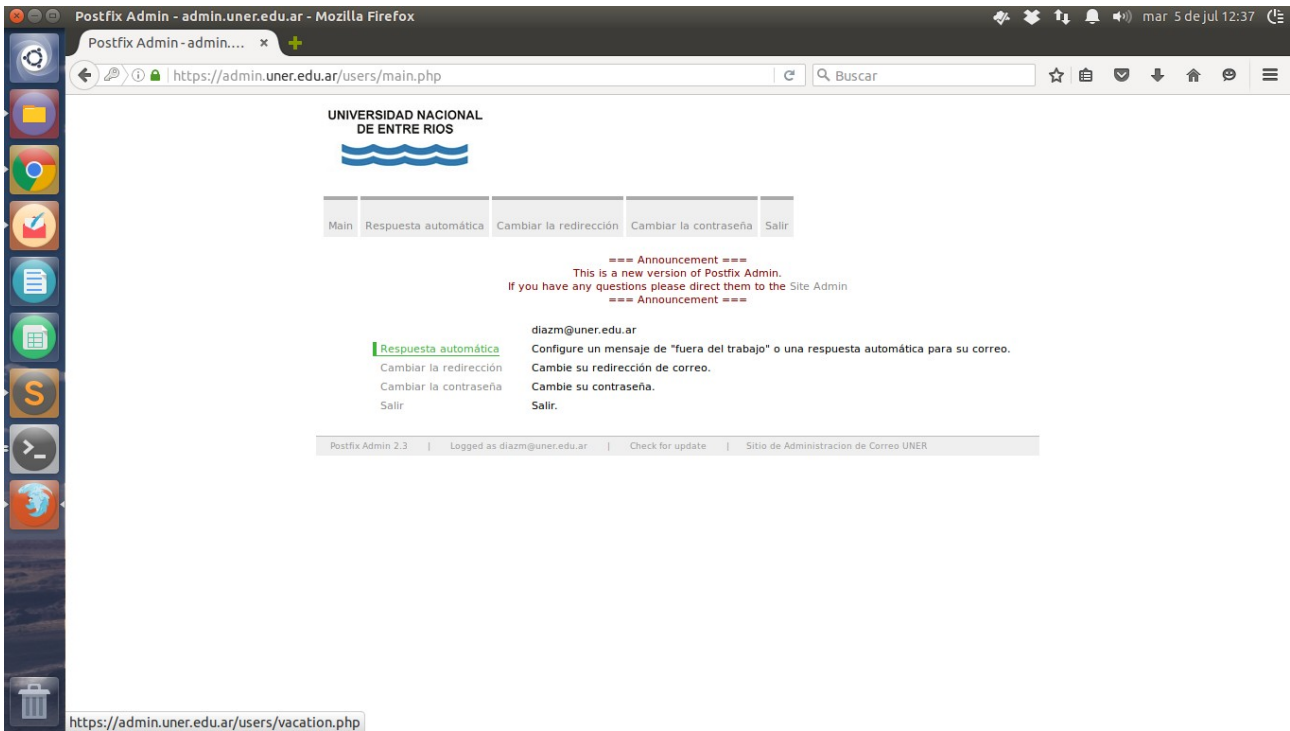 Postfix Admin - admin.uner.edu.ar - Mozilla Firefox
mar 5 de jul 12:37
Postfix Admin - admin....
https://admin.uner.edu.ar/users/main.php
Buscar
UNIVERSIDAD NACIONAL
DE ENTRE RIOS
Main Respuesta automática Cambiar la redirección Cambiar la contraseña Salir
=== Announcement ===
This is a new version of Postfix Admin.
If you have any questions please direct them to the Site Admin
=== Announcement ===
diazm@uner.edu.ar
Respuesta automática Configure un mensaje de "fuera del trabajo" o una respuesta automática para su correo.
Cambiar la redirección Cambie su redirección de correo.
Cambiar la contraseña Cambie su contraseña.
Salir Salir.
Postfix Admin 2.3 | Logged as diazm@uner.edu.ar | Check for update | Sitio de Administracion de Correo UNER
S
https://admin.uner.edu.ar/users/vacation.php